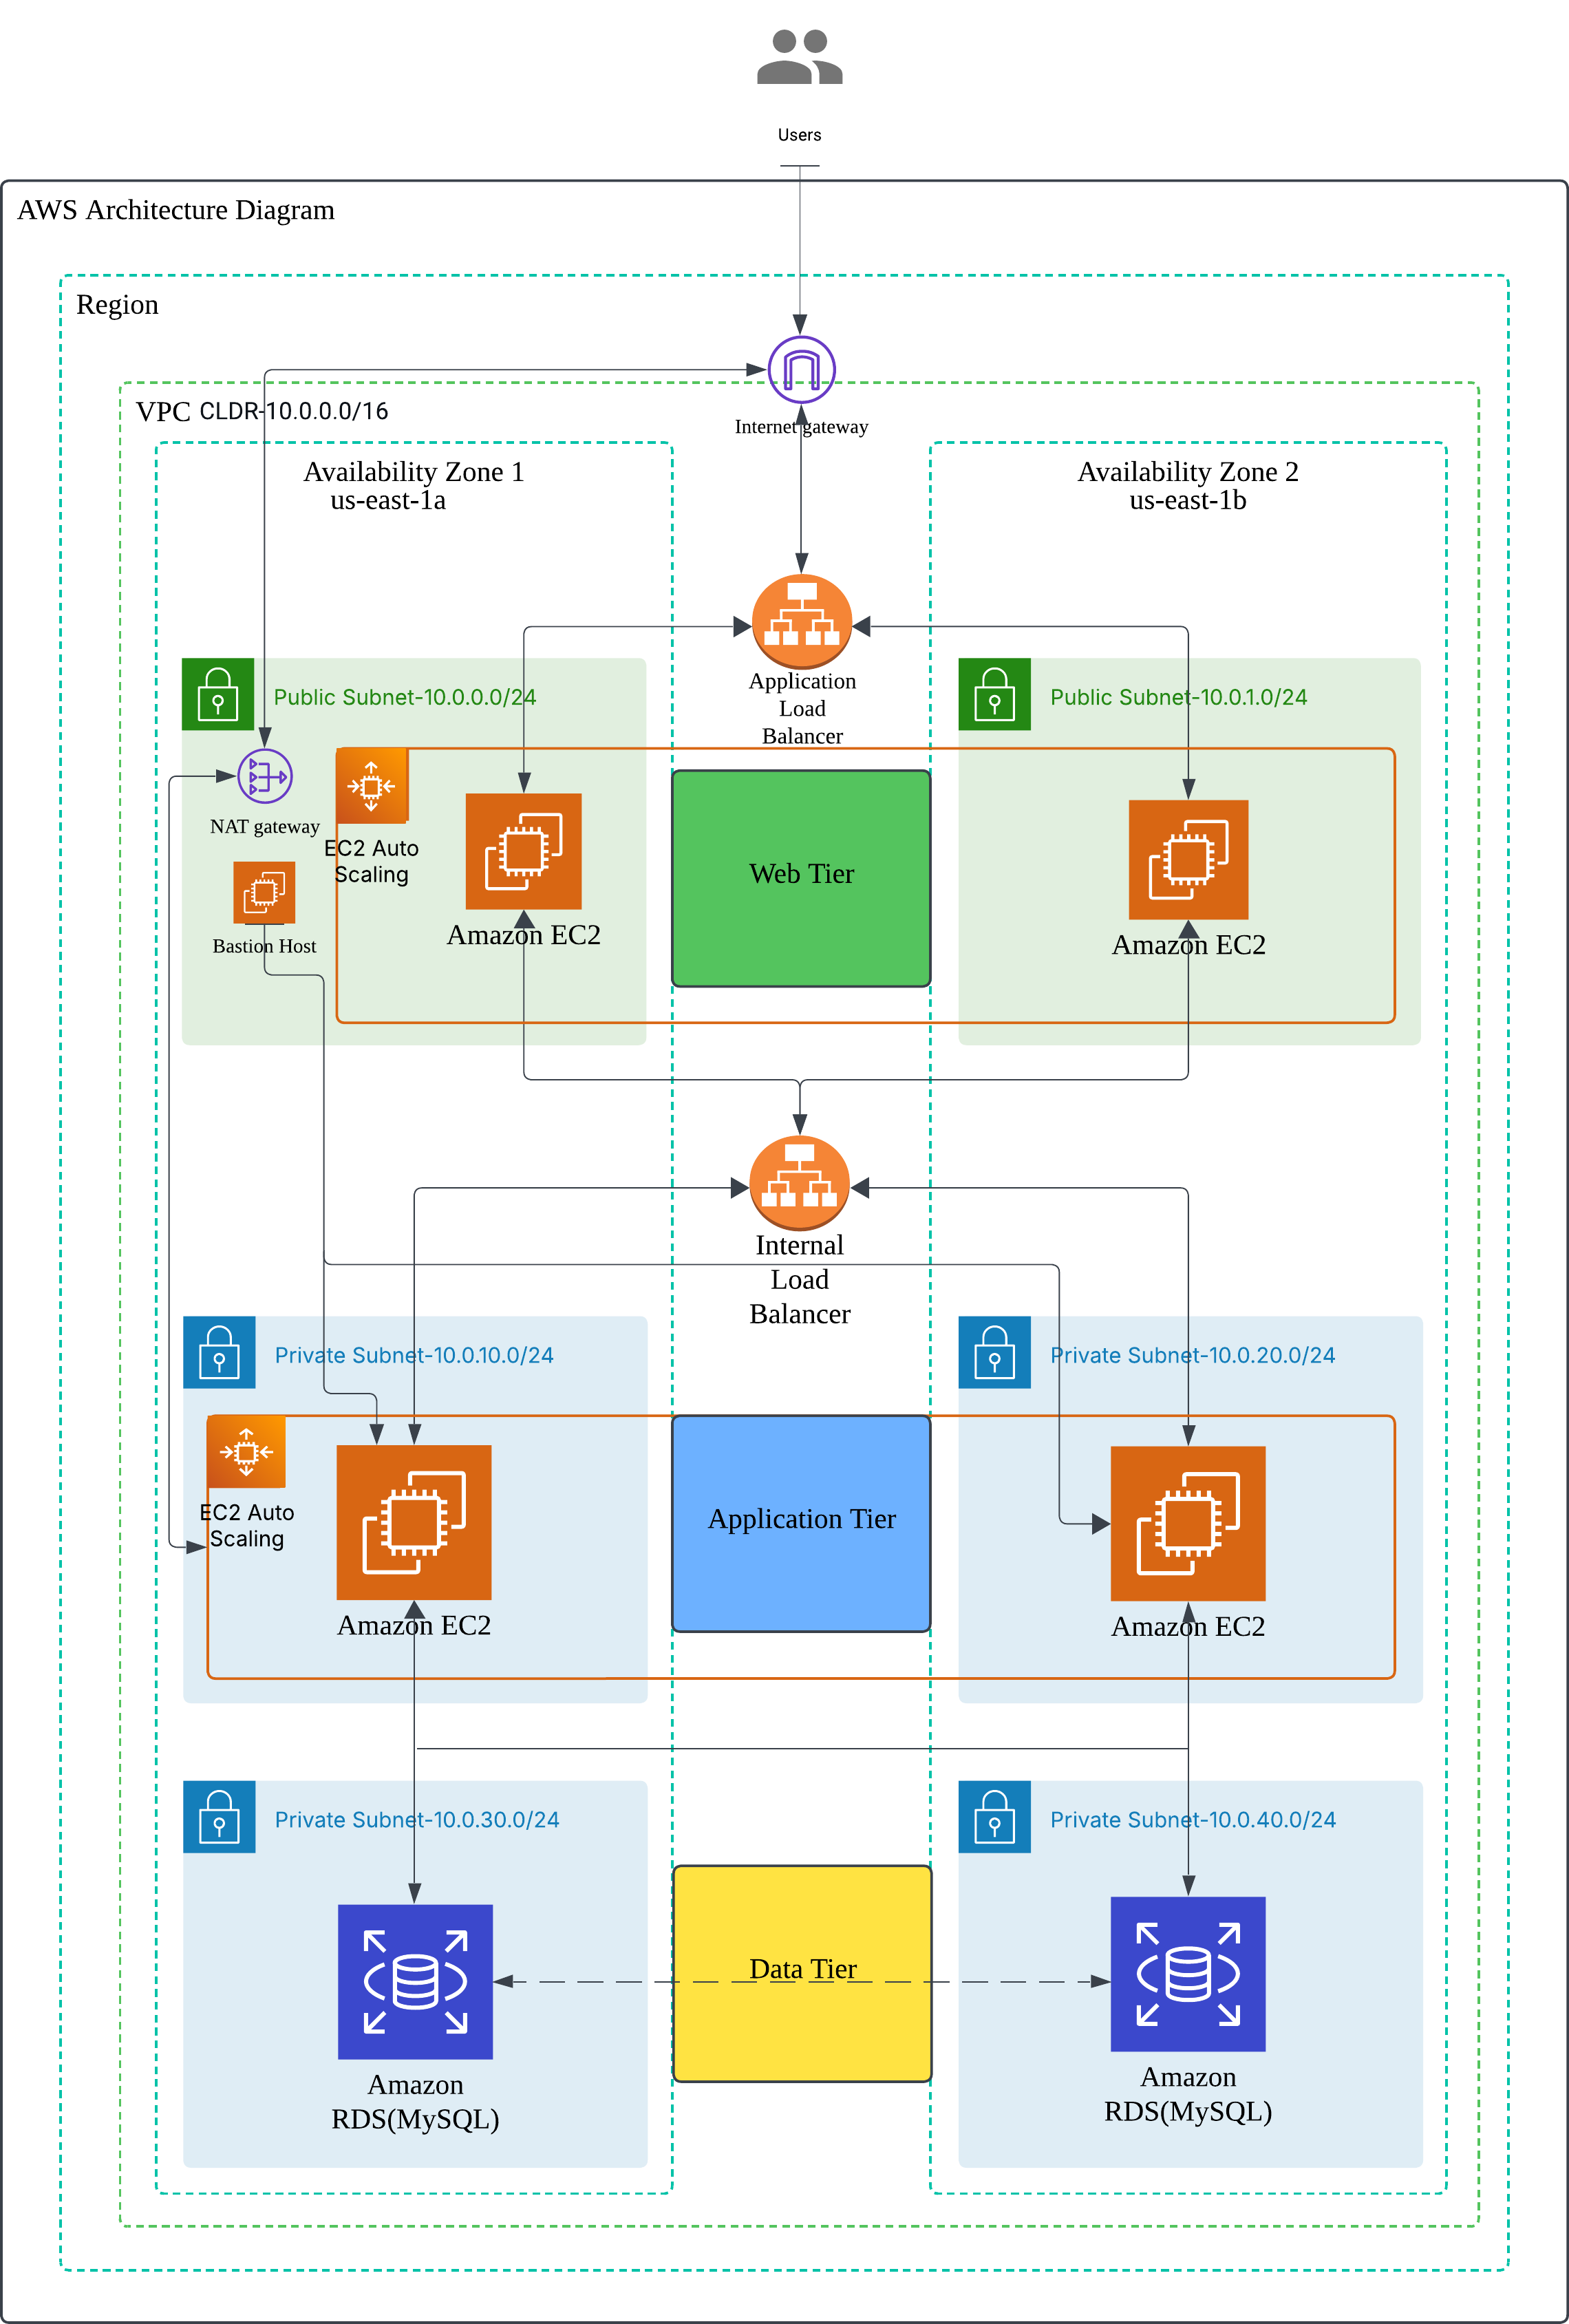 Users
AWS Architecture Diagram
Region
VPC CLDR-10.0.0.0/16
Internet gateway
Availability Zone 1
us-east-1a
Availability Zone 2
us-east-1b
Application
Load
Balancer
Public Subnet-10.0.0.0/24
Public Subnet-10.0.1.0/24
NAT gateway
EC2 Auto
Scaling
Bastion Host
Amazon EC2
Web Tier
Amazon EC2
Internal
Load
Balancer
Private Subnet-10.0.10.0/24
Private Subnet-10.0.20.0/24
EC2 Auto
Scaling
Amazon EC2
Application Tier
Amazon EC2
Private Subnet-10.0.30.0/24
Private Subnet-10.0.40.0/24
Data Tier
Amazon
RDS(MySQL)
Amazon
RDS(MySQL)